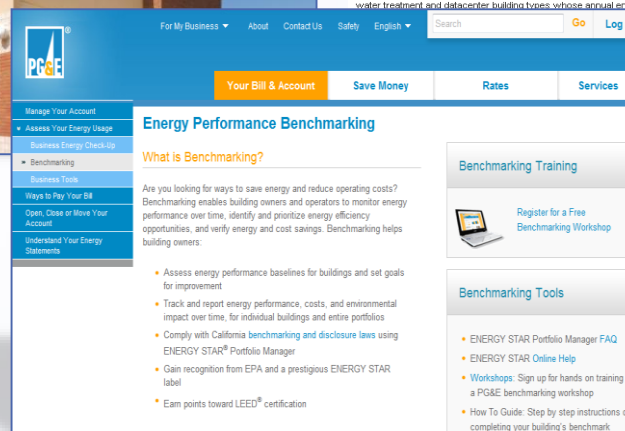 water treatment and datacenter building types whose annual en
For My Business
About
Contact Us
Safety
English
Search
Go
Log
PG&E
®
Your Bill & Account
Save Money
Rates
Services
Manage Your Account
Assess Your Energy Usage
Business Energy Check-Up
Benchmarking
Business Tools
Ways to Pay Your Bill
Open, Close or Move Your
Account
Understand Your Energy
Statements
Energy Performance Benchmarking
What is Benchmarking?
Are you looking for ways to save energy and reduce operating costs?
Benchmarking enables building owners and operators to monitor energy
performance over time, identify and prioritize energy efficiency
opportunities, and verify energy and cost savings. Benchmarking helps
building owners:
Assess energy performance baselines for buildings and set goals
for improvement
Track and report energy performance, costs, and environmental
impact over time, for individual buildings and entire portfolios
Comply with California benchmarking and disclosure laws using
ENERGY STAR® Portfolio Manager
Gain recognition from EPA and a prestigious ENERGY STAR
label
Earn points toward LEED® certification
Benchmarking Training
Register for a Free
Benchmarking Workshop
Benchmarking Tools
ENERGY STAR Portfolio Manager FAQ
ENERGY STAR Online Help
Workshops: Sign up for hands on training
a PG&E benchmarking workshop
How To Guide: Step by step instructions
completing your building's benchmark